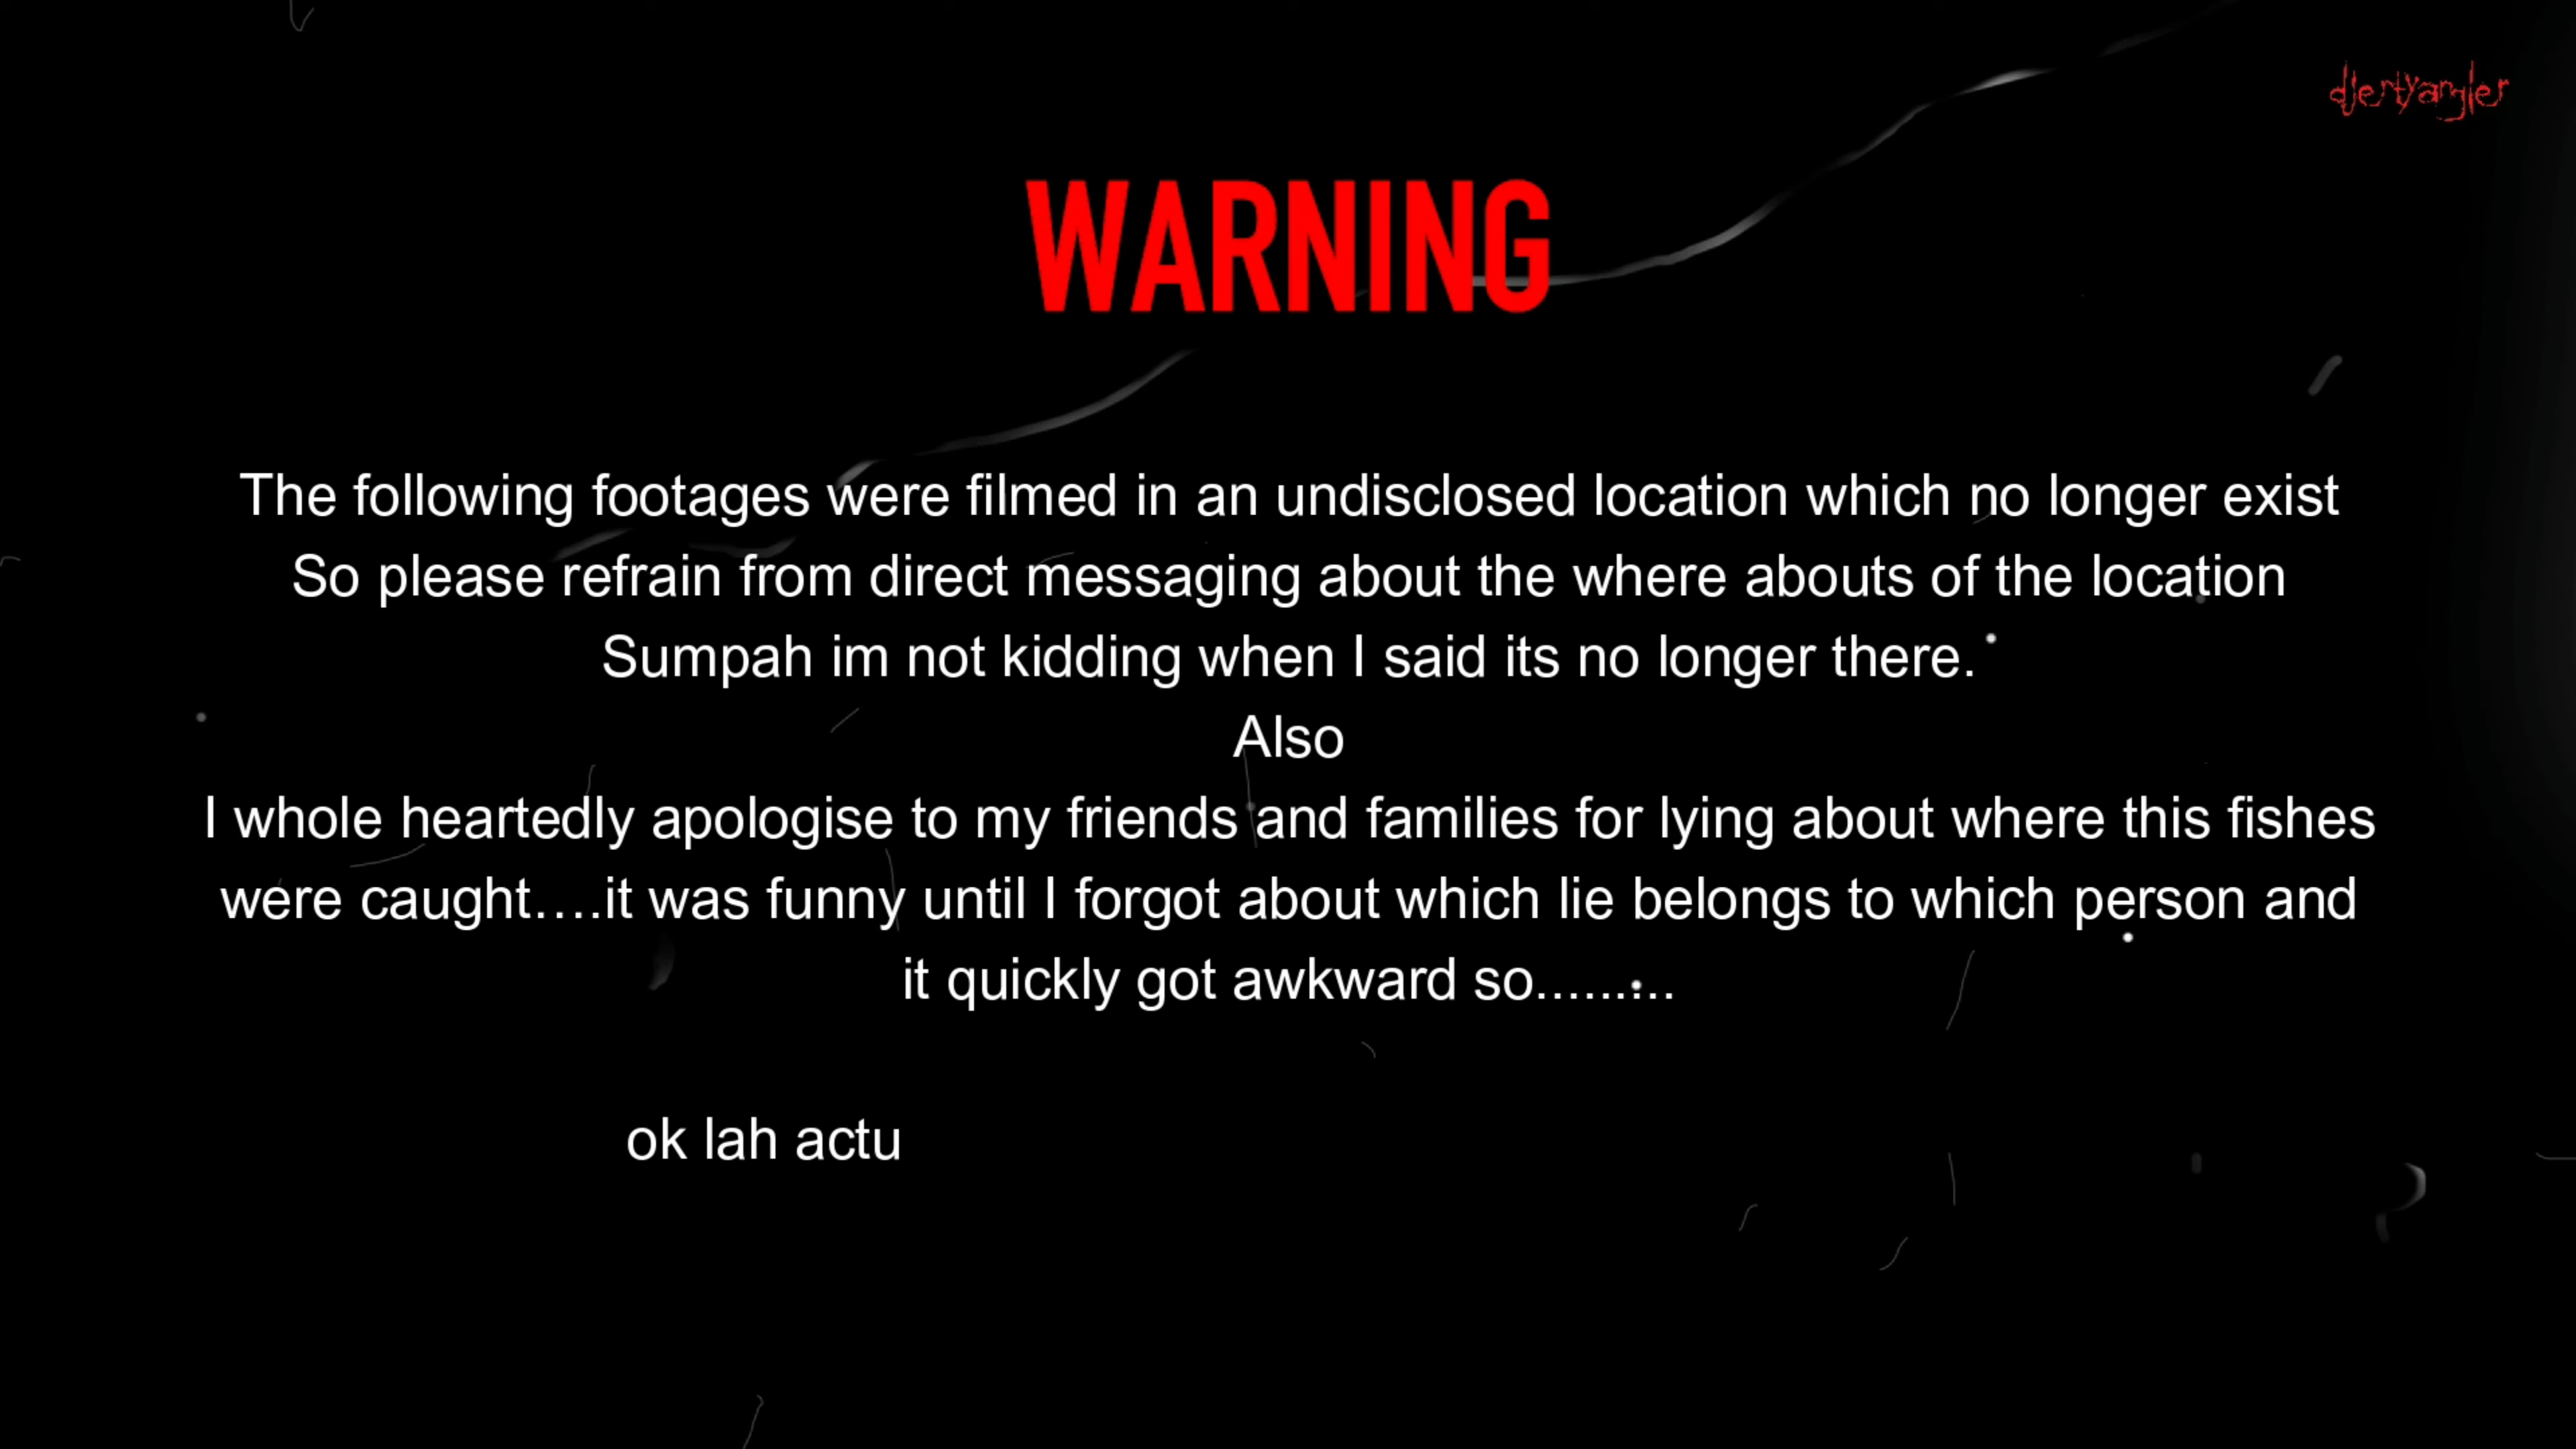 djentyangler
WARNING
The following footages were filmed in an undisclosed location which no longer exist
So please refrain from direct messaging about the where abouts of the location
Sumpah im not kidding when I said its no longer there.
Also
I whole heartedly apologise to my friends and families for lying about where this fishes
were caught....it was funny until I forgot about which lie belongs to which person and
it quickly got awkward so.........
ok lah actu